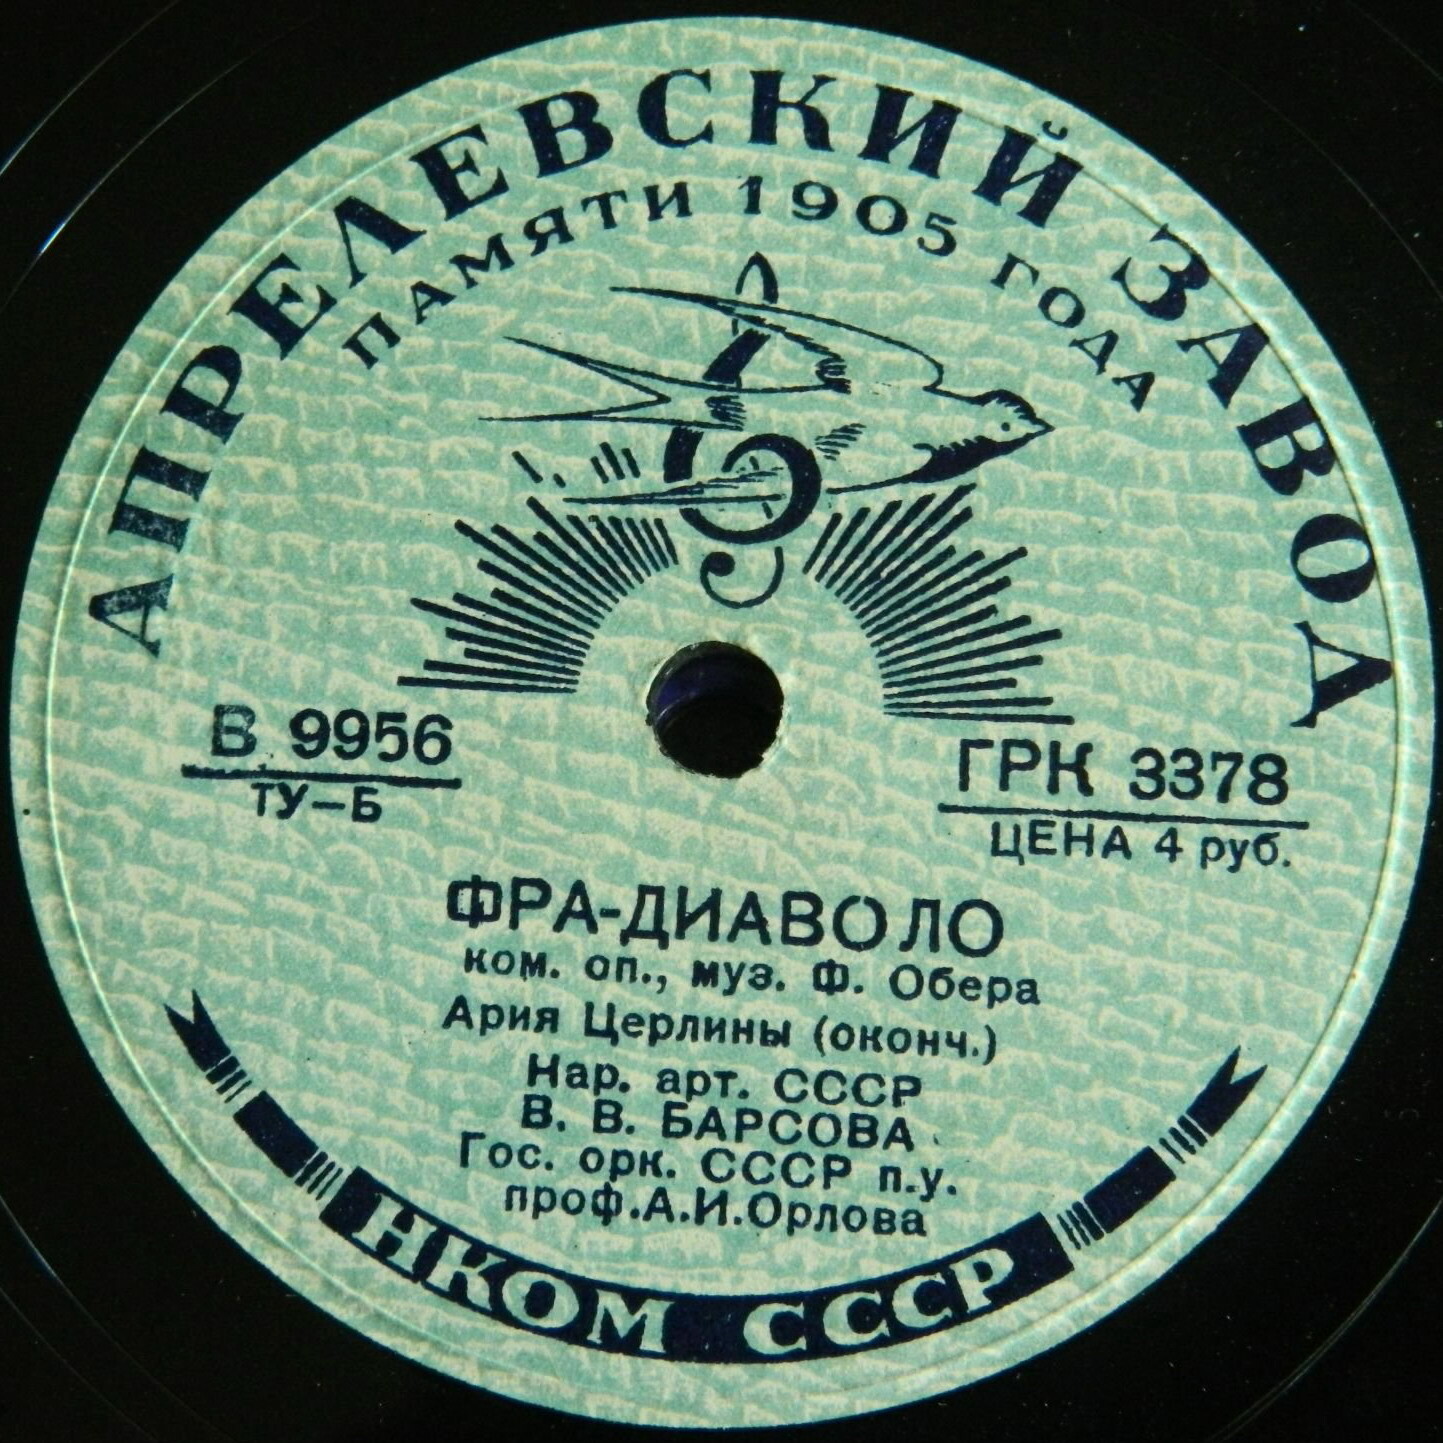 АПРЕЛЕВСКИЙ ЗАВОД
ПАМЯТИ 1905 ГОДА
В 9956
ТУ–Б
ГРК 3378
ЦЕНА 4 руб.
ФРА-ДИАВОЛО
ком. оп., муз. Ф. Обера
Ария Церлины (оконч.)
Нар. арт. СССР
В. В. БАРСОВА
Гос. орк. СССР п.у.
проф.А.И.Орлова
НКОМ СССР